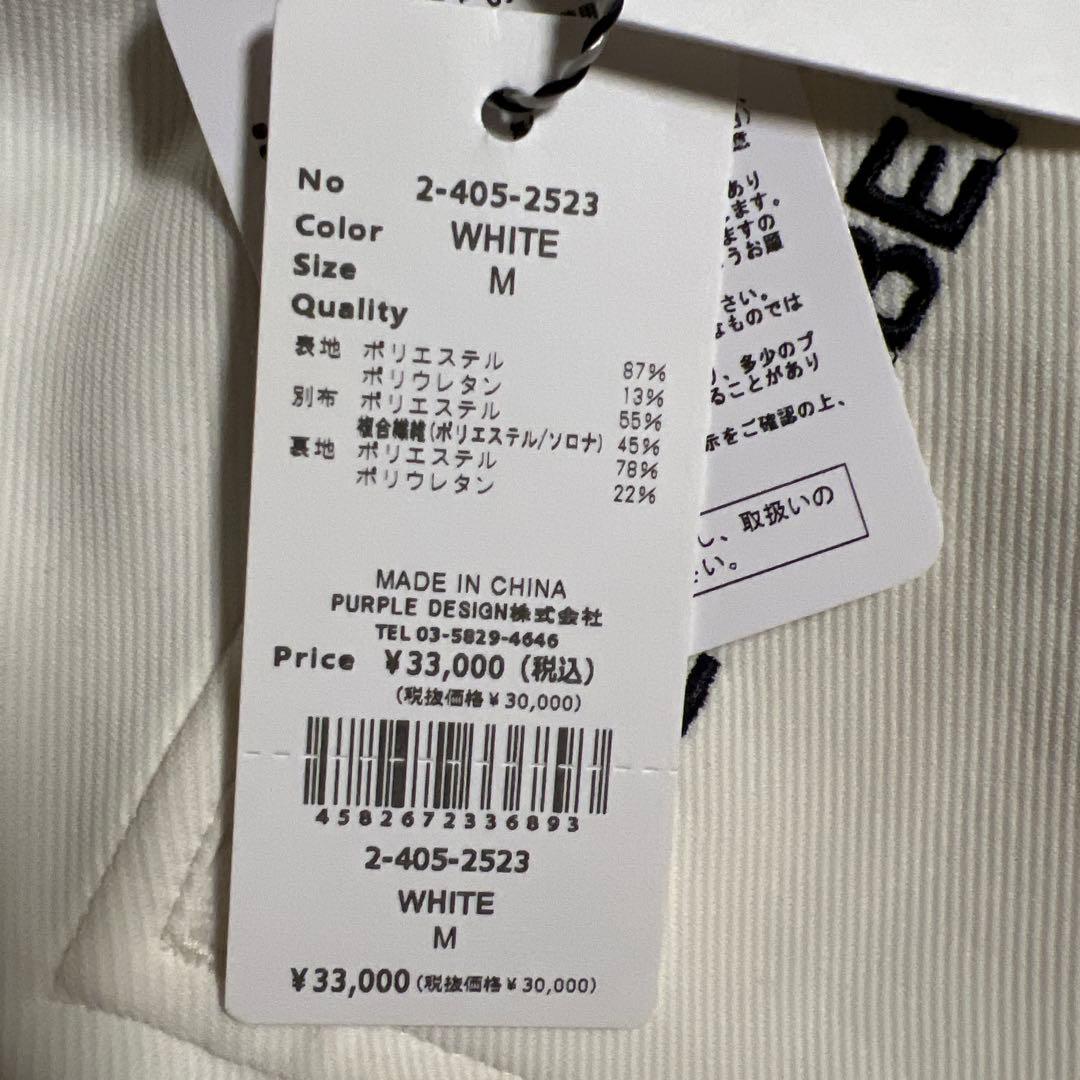 No 2-405-2523
Color WHITE
Size M
Quality
表地 ポリエステル 87%
ポリウレタン 13%
別布 ポリエステル 55%
複合繊維(ポリエステル/ソロナ) 45%
裏地 ポリエステル 78%
ポリウレタン 22%
MADE IN CHINA
PURPLE DESIGN株式会社
TEL 03-5829-4646
Price ¥33,000 (税込)
(税抜価格¥30,000)
4582672336893
2-405-2523
WHITE
M
¥33,000(税抜価格¥30,000)
あり
ます。
ますの
うお願
さい。
なものでは
、多少のプ
ることがあり
示をご確認の上、
し、取扱いの
い。
BE